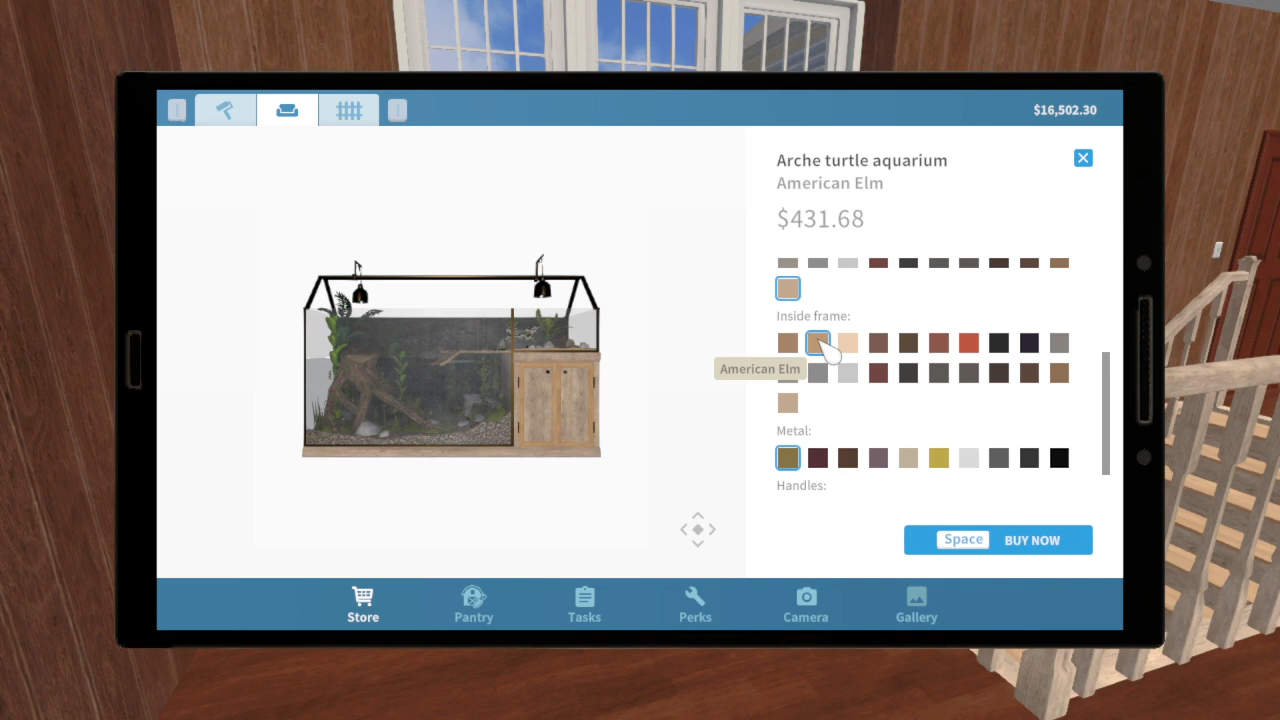 $16,502.30
Arche turtle aquarium
American Elm
$431.68
Inside frame:
American Elm
Metal:
Handles:
Space BUY NOW
Store Pantry Tasks Perks Camera Gallery